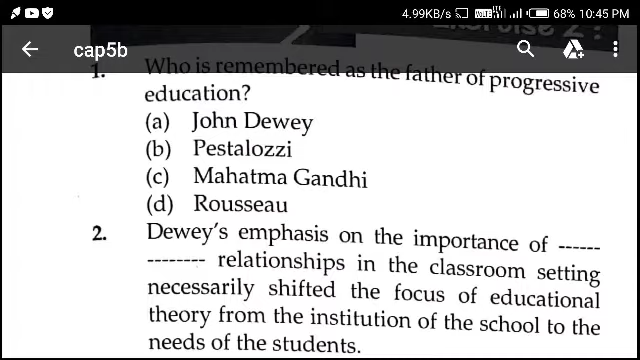 4.99KB/s 68% 10:45 PM
cap5b
1. Who is remembered as the father of progressive
education?
(a) John Dewey
(b) Pestalozzi
(c) Mahatma Gandhi
(d) Rousseau
2. Dewey's emphasis on the importance of ------
-------- relationships in the classroom setting
necessarily shifted the focus of educational
theory from the institution of the school to the
needs of the students.